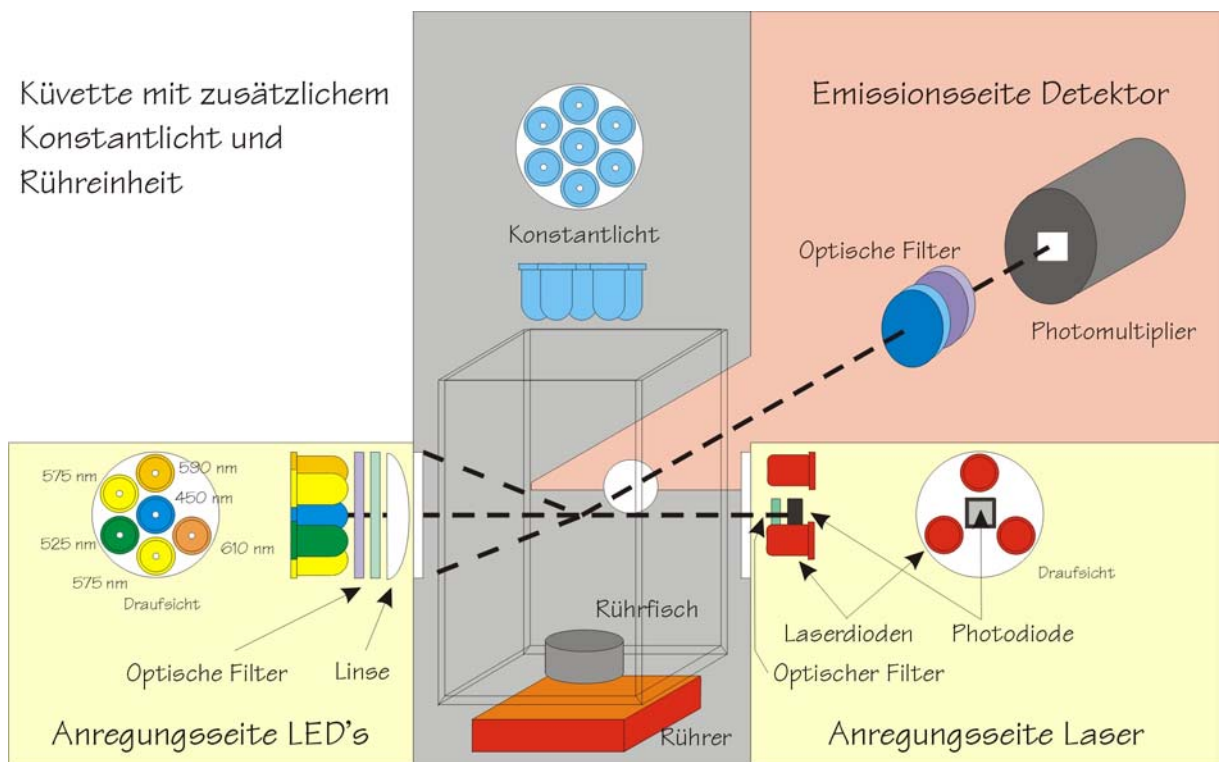 Küvette mit zusätzlichem
Konstantlicht und
Rühreinheit
Konstantlicht
Emissionsseite Detektor
Optische Filter
Photomultiplier
575 nm
590 nm
450 nm
525 nm
610 nm
575 nm
Draufsicht
Optische Filter
Linse
Anregungsseite LED's
Rührfisch
Rührer
Draufsicht
Laserdioden
Photodiode
Optischer Filter
Anregungsseite Laser